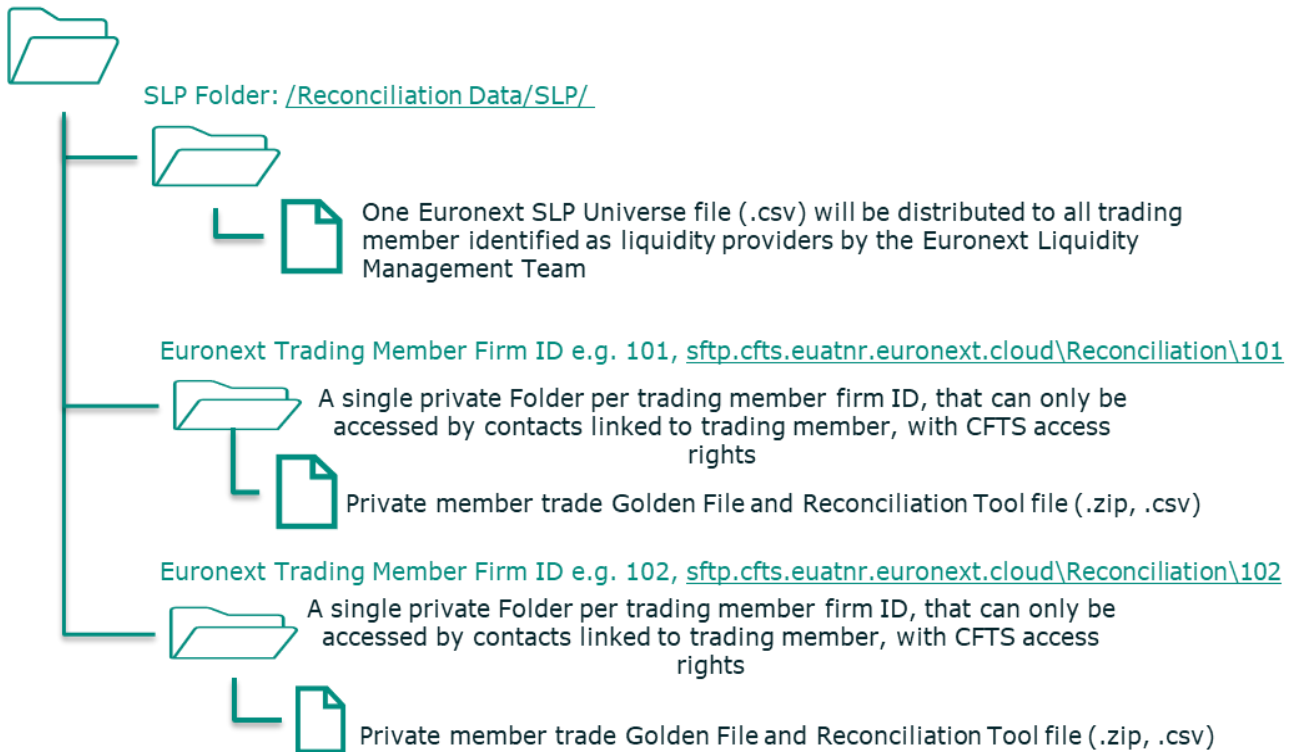 SLP Folder: /Reconciliation Data/SLP/
One Euronext SLP Universe file (.csv) will be distributed to all trading
member identified as liquidity providers by the Euronext Liquidity
Management Team
Euronext Trading Member Firm ID e.g. 101, sftp.cfts.euatnr.euronext.cloud\Reconciliation\101
A single private Folder per trading member firm ID, that can only be
accessed by contacts linked to trading member, with CFTS access
rights
Private member trade Golden File and Reconciliation Tool file (.zip, .csv)
Euronext Trading Member Firm ID e.g. 102, sftp.cfts.euatnr.euronext.cloud\Reconciliation\102
A single private Folder per trading member firm ID, that can only be
accessed by contacts linked to trading member, with CFTS access
rights
Private member trade Golden File and Reconciliation Tool file (.zip, .csv)